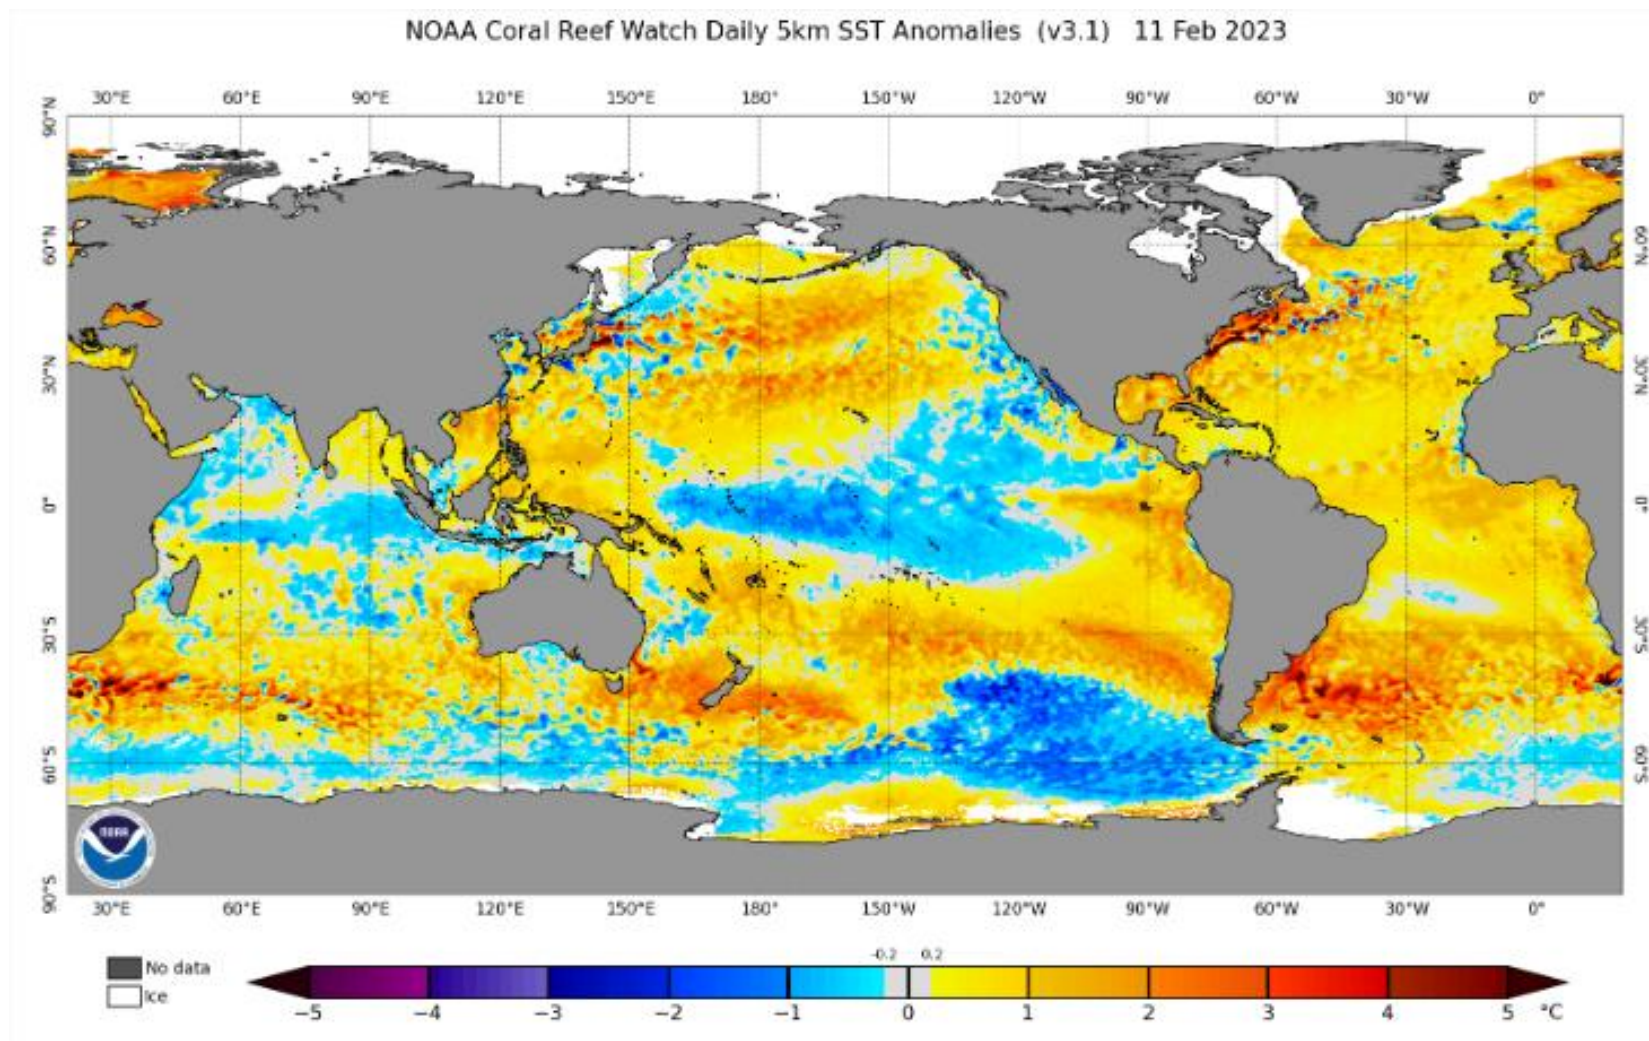 NOAA Coral Reef Watch Daily 5km SST Anomalies (v3.1) 11 Feb 2023
30°E 60°E 90°E 120°E 150°E 180° 150°W 120°W 90°W 60°W 30°W 0°
90°N
60°N 60°N
30°N 30°N
0° 0°
30°S 30°S
60°S 60°S
90°S
NOAA
30°E 60°E 90°E 120°E 150°E 180° 150°W 120°W 90°W 60°W 30°W 0°
-0.2 0.2
No data
Ice
−5 −4 −3 −2 −1 0 1 2 3 4 5 °C